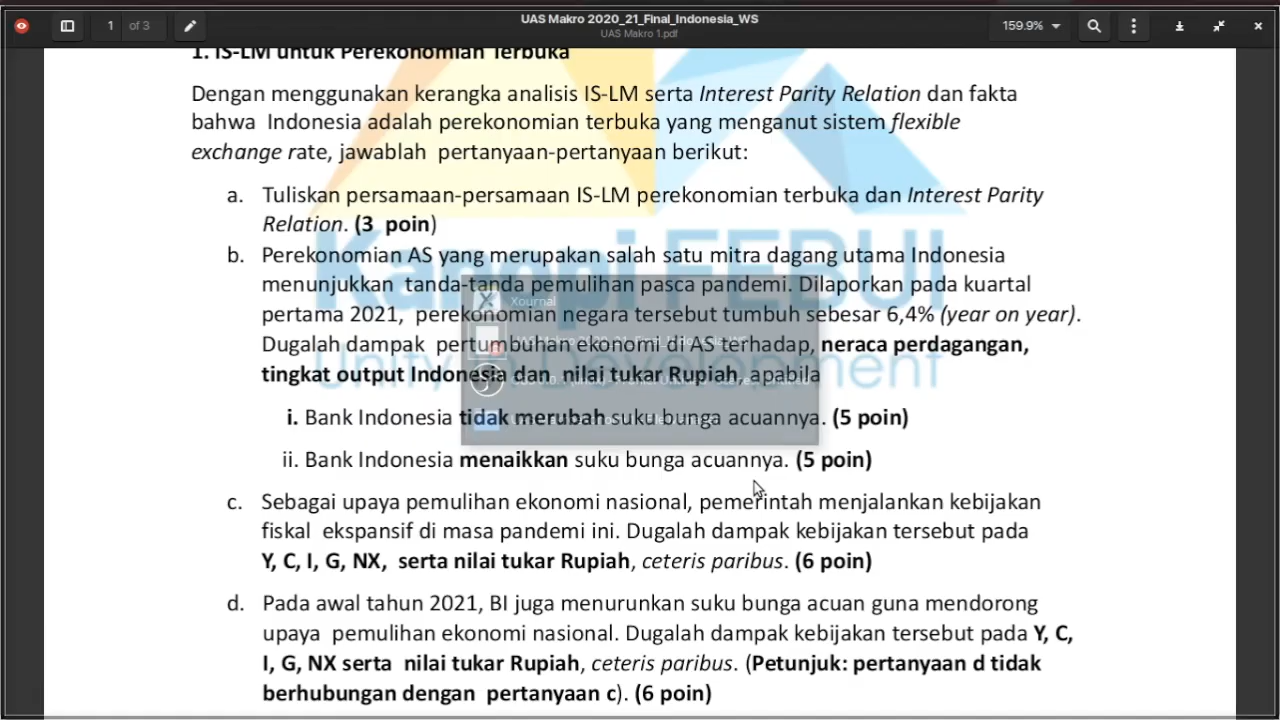 UAS Makro 2020_21_Final_Indonesia_WS
UAS Makro 1.pdf
1 of 3
159.9%
1. IS-LM untuk Perekonomian Terbuka
Dengan menggunakan kerangka analisis IS-LM serta Interest Parity Relation dan fakta
bahwa Indonesia adalah perekonomian terbuka yang menganut sistem flexible
exchange rate, jawablah pertanyaan-pertanyaan berikut:
a. Tuliskan persamaan-persamaan IS-LM perekonomian terbuka dan Interest Parity
Relation. (3 poin)
b. Perekonomian AS yang merupakan salah satu mitra dagang utama Indonesia
menunjukkan tanda-tanda pemulihan pasca pandemi. Dilaporkan pada kuartal
pertama 2021, perekonomian negara tersebut tumbuh sebesar 6,4% (year on year).
Dugalah dampak pertumbuhan ekonomi di AS terhadap, neraca perdagangan,
tingkat output Indonesia dan nilai tukar Rupiah, apabila
i. Bank Indonesia tidak merubah suku bunga acuannya. (5 poin)
ii. Bank Indonesia menaikkan suku bunga acuannya. (5 poin)
c. Sebagai upaya pemulihan ekonomi nasional, pemerintah menjalankan kebijakan
fiskal ekspansif di masa pandemi ini. Dugalah dampak kebijakan tersebut pada
Y, C, I, G, NX, serta nilai tukar Rupiah, ceteris paribus. (6 poin)
d. Pada awal tahun 2021, BI juga menurunkan suku bunga acuan guna mendorong
upaya pemulihan ekonomi nasional. Dugalah dampak kebijakan tersebut pada Y, C,
I, G, NX serta nilai tukar Rupiah, ceteris paribus. (Petunjuk: pertanyaan d tidak
berhubungan dengan pertanyaan c). (6 poin)
Kanopi FEBUI
Development
Xournal